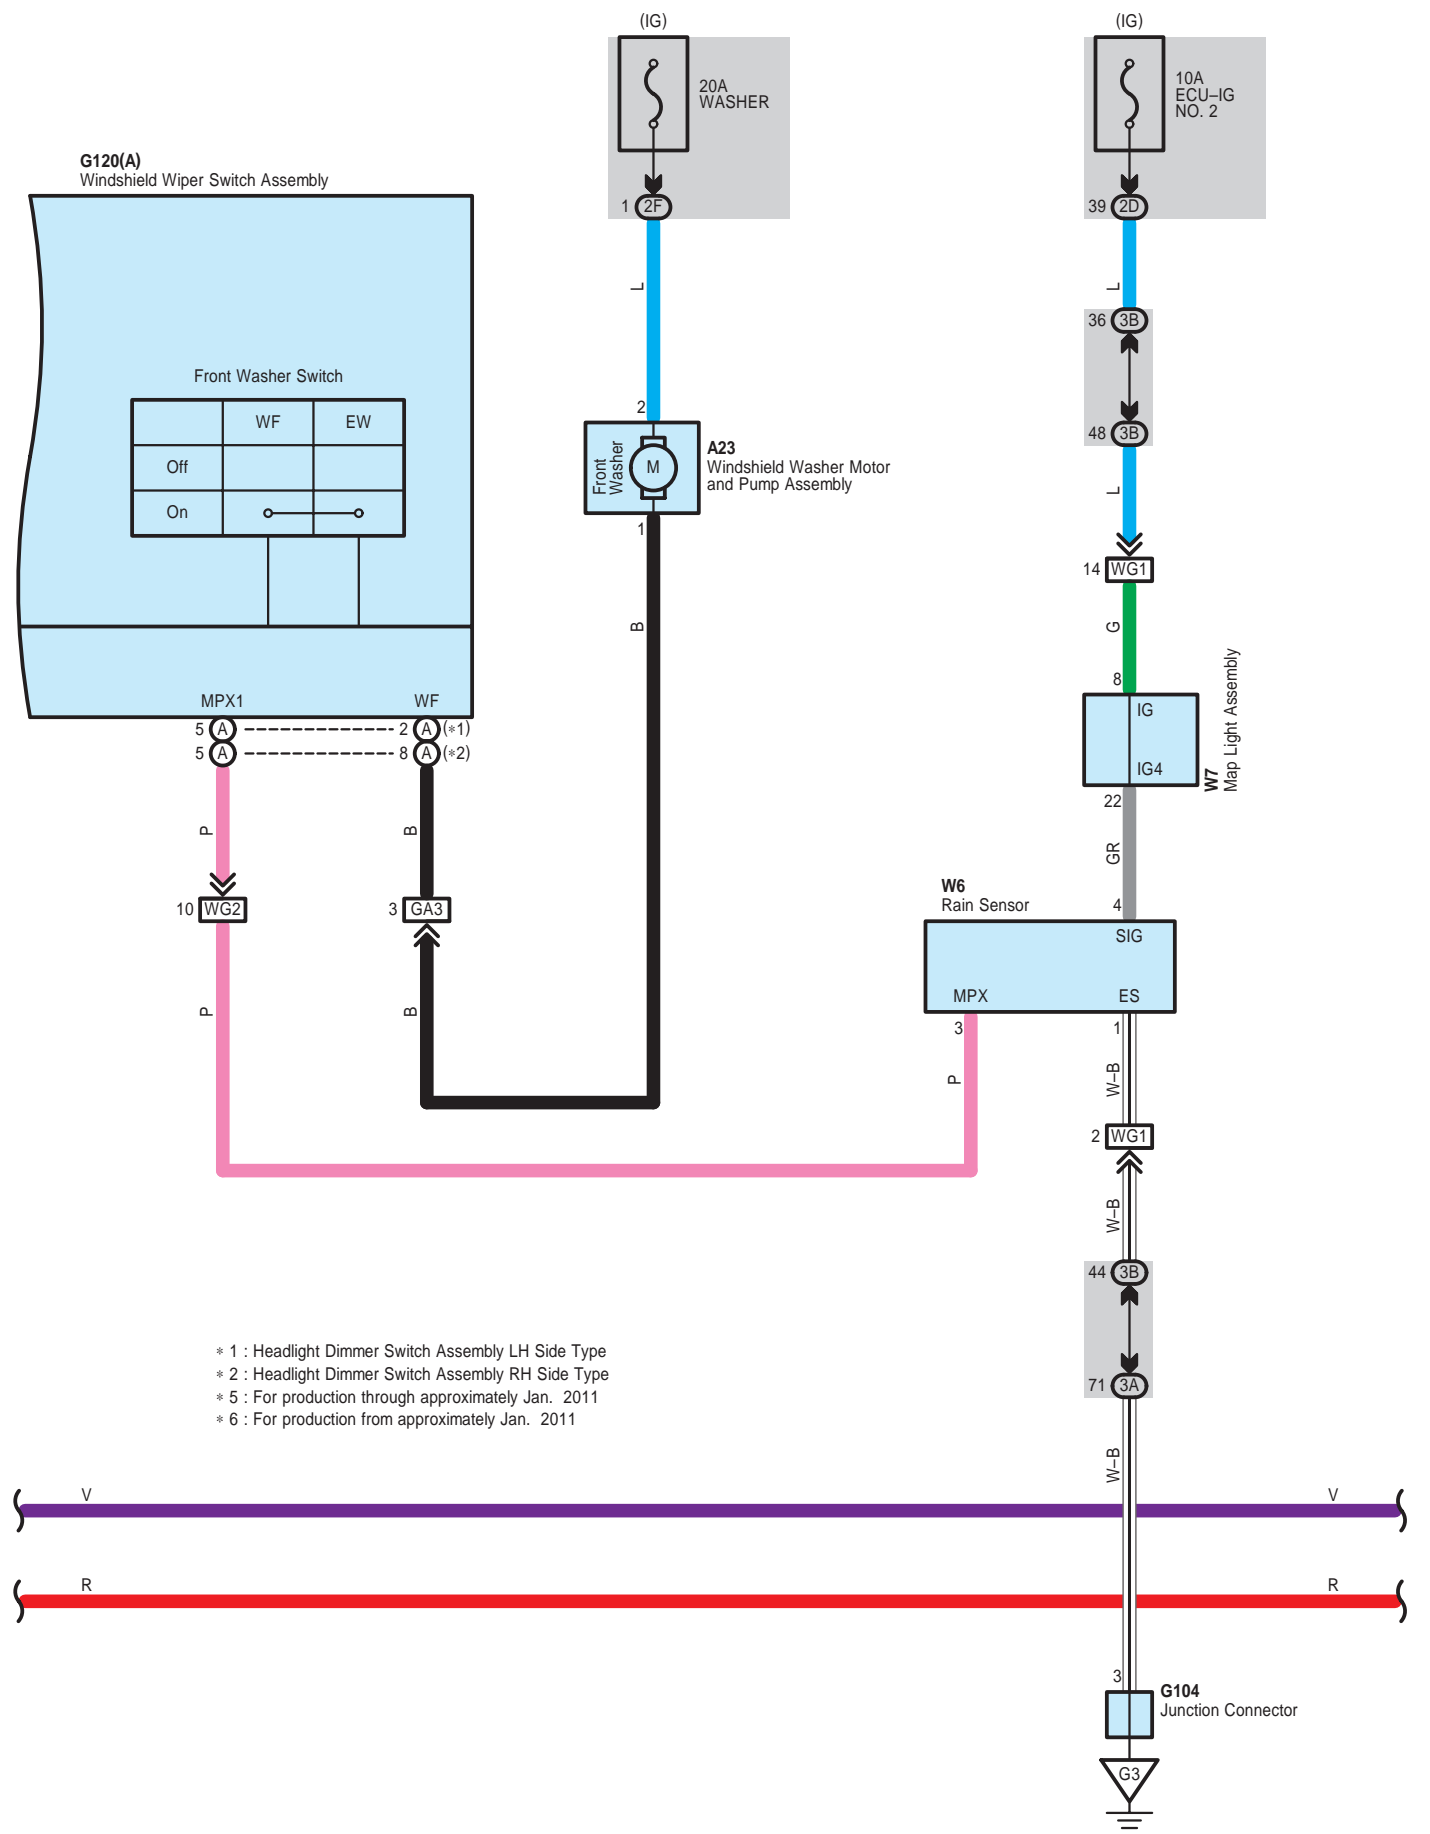 (IG)
(IG)
20A
WASHER
10A
ECU–IG
NO. 2
G120(A)
Windshield Wiper Switch Assembly
1 2F
39 2D
L
L
36 3B
Front Washer Switch
WF EW
Off
On
2
Front
Washer
M
A23
Windshield Washer Motor
and Pump Assembly
1
48 3B
L
14 WG1
B
G
8
IG
IG4
W7
Map Light Assembly
22
MPX1 WF
5 A 2 A (∗1)
5 A 8 A (∗2)
P
B
GR
W6
Rain Sensor
4
SIG
10 WG2
3 GA3
MPX ES
P
B
3
1
P
W–B
2 WG1
W–B
44 3B
∗ 1 : Headlight Dimmer Switch Assembly LH Side Type
∗ 2 : Headlight Dimmer Switch Assembly RH Side Type
∗ 5 : For production through approximately Jan. 2011
∗ 6 : For production from approximately Jan. 2011
71 3A
W–B
V V
R R
3
G104
Junction Connector
G3